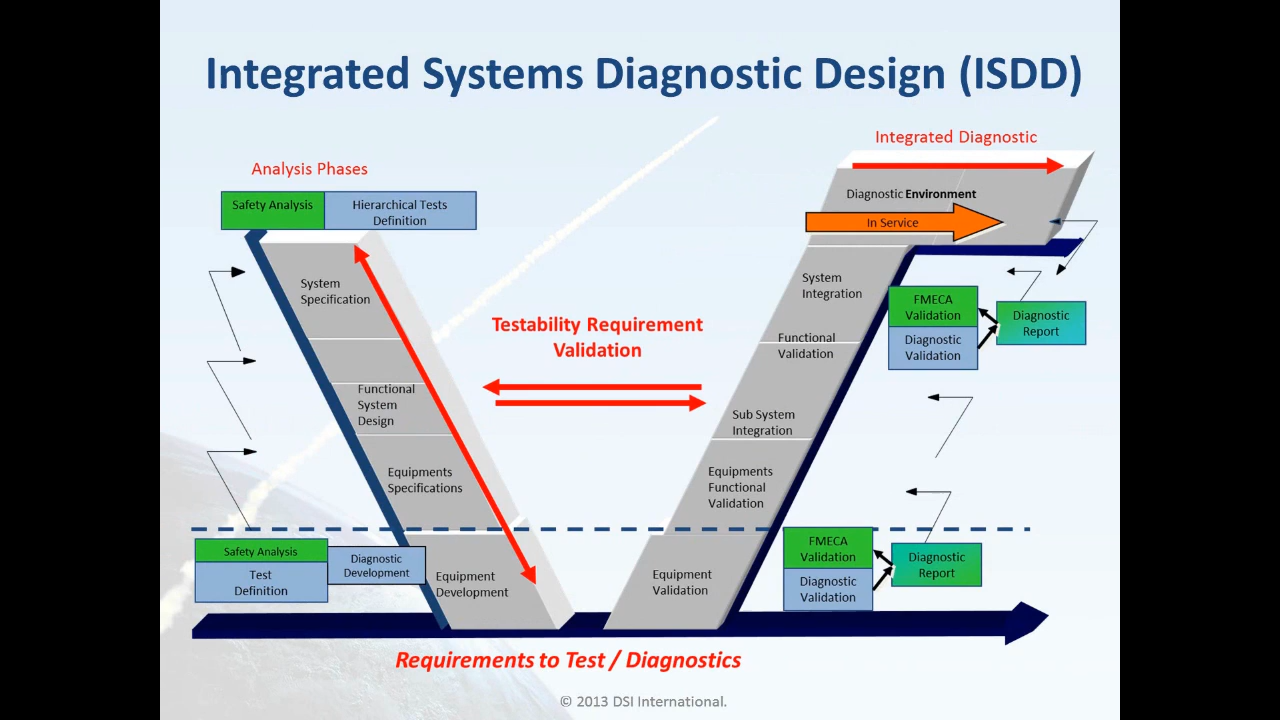 Integrated Systems Diagnostic Design (ISDD)
Integrated Diagnostic
Analysis Phases
Safety Analysis
Hierarchical Tests
Definition
Diagnostic Environment
In Service
System
Specification
System
Integration
FMECA
Validation
Diagnostic
Validation
Diagnostic
Report
Testability Requirement
Validation
Functional
Validation
Functional
System
Design
Sub System
Integration
Equipments
Specifications
Equipments
Functional
Validation
Safety Analysis
Test
Definition
Diagnostic
Development
Equipment
Development
Equipment
Validation
FMECA
Validation
Diagnostic
Validation
Diagnostic
Report
Requirements to Test / Diagnostics
© 2013 DSI International.